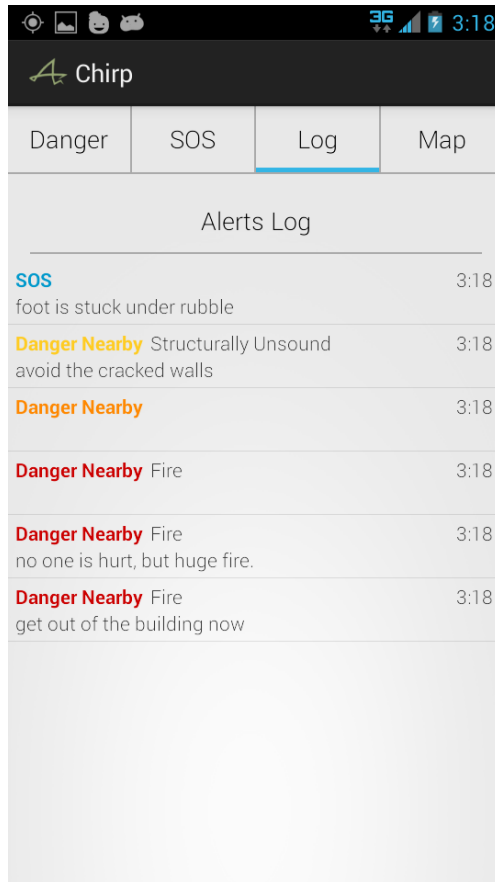 3G 3:18
Chirp
Danger SOS Log Map
Alerts Log
SOS 3:18
foot is stuck under rubble
Danger Nearby Structurally Unsound 3:18
avoid the cracked walls
Danger Nearby 3:18
Danger Nearby Fire 3:18
Danger Nearby Fire 3:18
no one is hurt, but huge fire.
Danger Nearby Fire 3:18
get out of the building now